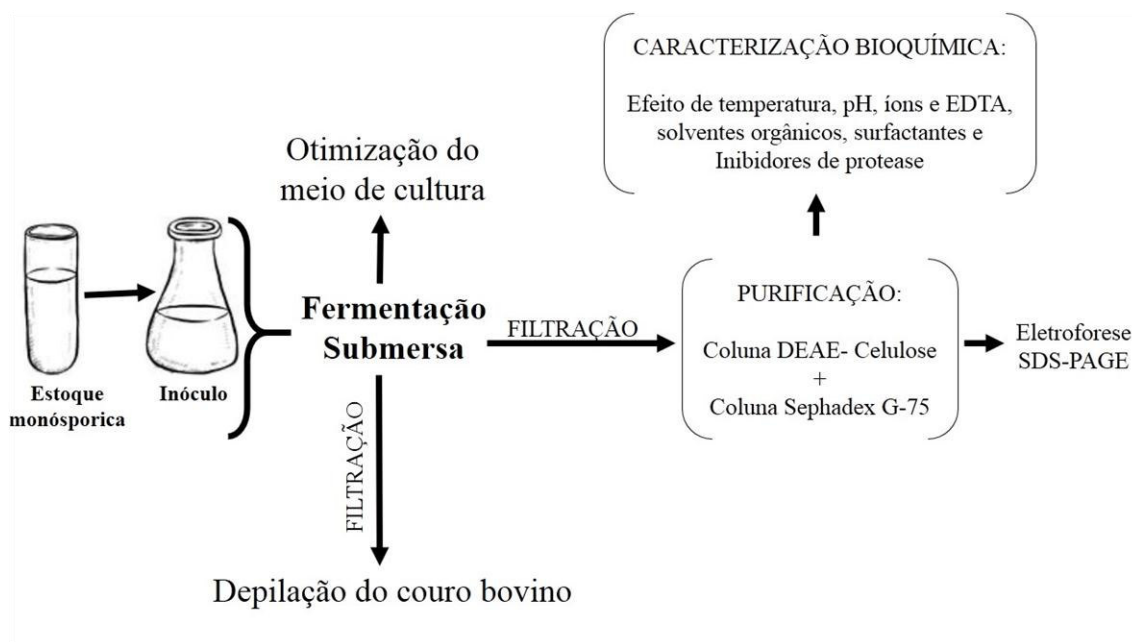 Estoque
monósporica
Inóculo
Otimização do
meio de cultura
Fermentação
Submersa
FILTRAÇÃO
Depilação do couro bovino
FILTRAÇÃO
PURIFICAÇÃO:
Coluna DEAE- Celulose
+
Coluna Sephadex G-75
CARACTERIZAÇÃO BIOQUÍMICA:
Efeito de temperatura, pH, íons e EDTA,
solventes orgânicos, surfactantes e
Inibidores de protease
Eletroforese
SDS-PAGE